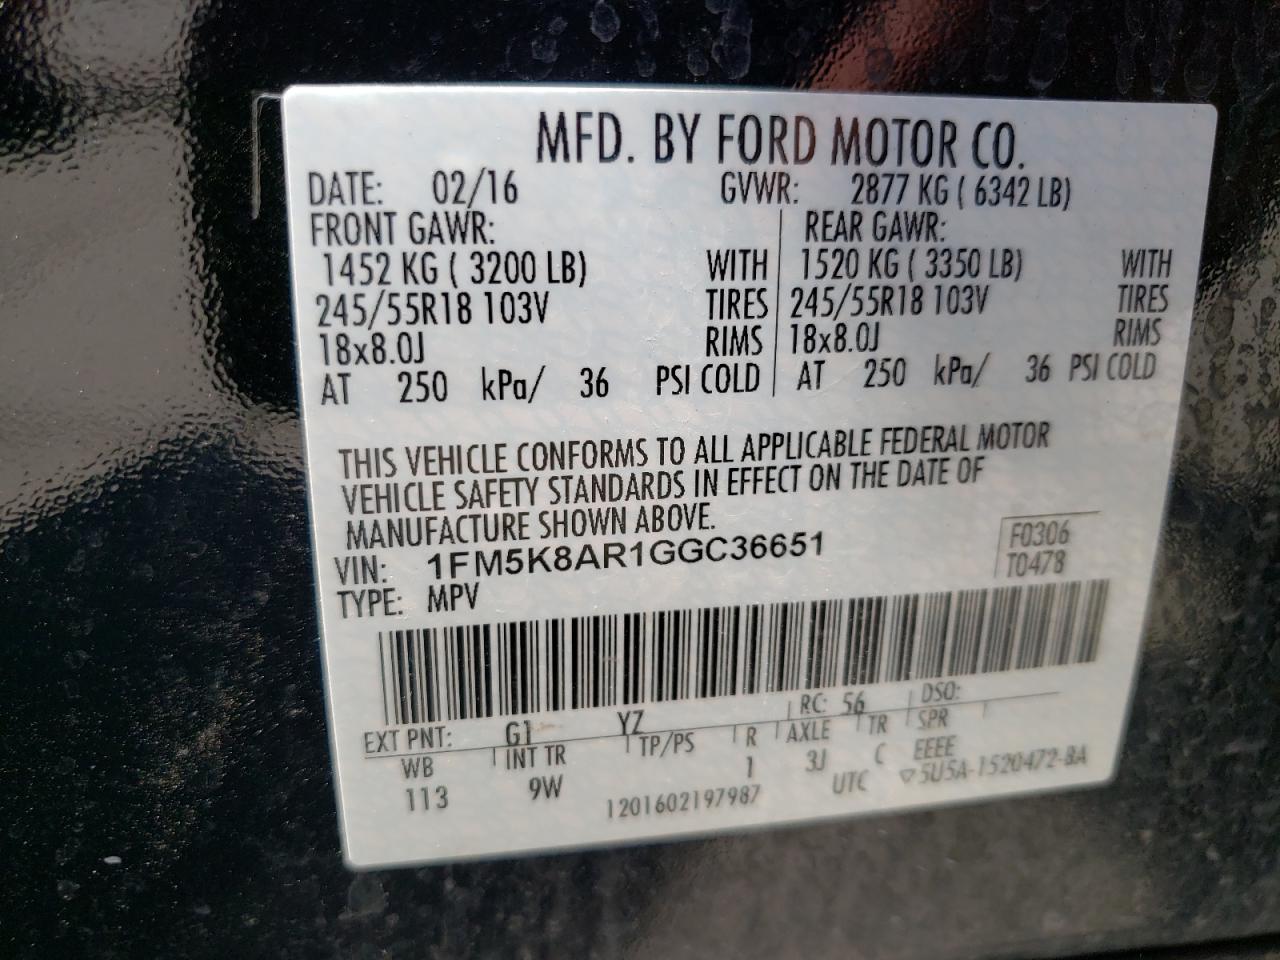 MFD. BY FORD MOTOR CO.
DATE: 02/16 GVWR: 2877 KG ( 6342 LB)
FRONT GAWR: REAR GAWR:
1452 KG ( 3200 LB) WITH 1520 KG ( 3350 LB) WITH
245/55R18 103V TIRES 245/55R18 103V TIRES
18x8.0J RIMS 18x8.0J RIMS
AT 250 kPa/ 36 PSI COLD AT 250 kPa/ 36 PSI COLD
THIS VEHICLE CONFORMS TO ALL APPLICABLE FEDERAL MOTOR
VEHICLE SAFETY STANDARDS IN EFFECT ON THE DATE OF
MANUFACTURE SHOWN ABOVE.
VIN: 1FM5K8AR1GGC36651 F0306
TYPE: MPV T0478
EXT PNT: G1 YZ RC: 56 DSO:
WB INT TR TP/PS R AXLE TR SPR
113 9W 1 3J C EEEE
1201602197987 UTC ▽5U5A-1520472-BA